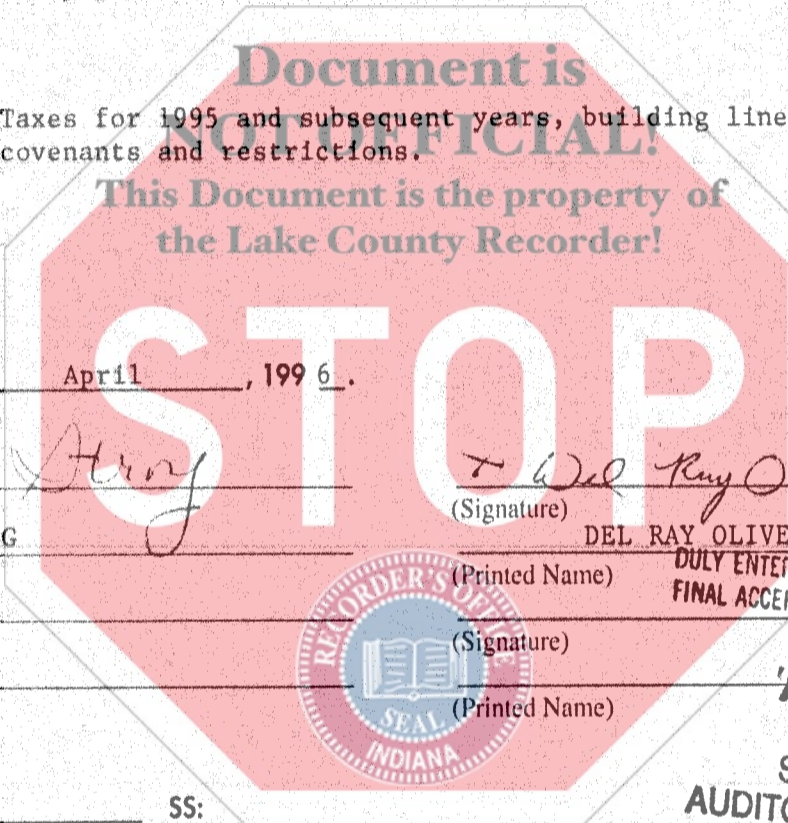 Document is
NOT OFFICIAL!
Taxes for 1995 and subsequent years, building line
covenants and restrictions.
This Document is the property of
the Lake County Recorder!
STOP
April , 199 6 .
(Signature)
G DEL RAY OLIVE
(Printed Name) DULY ENTE
FINAL ACCE
(Signature)
(Printed Name)
RECORDER'S OFFICE
SEAL
INDIANA
S
SS: AUDITO